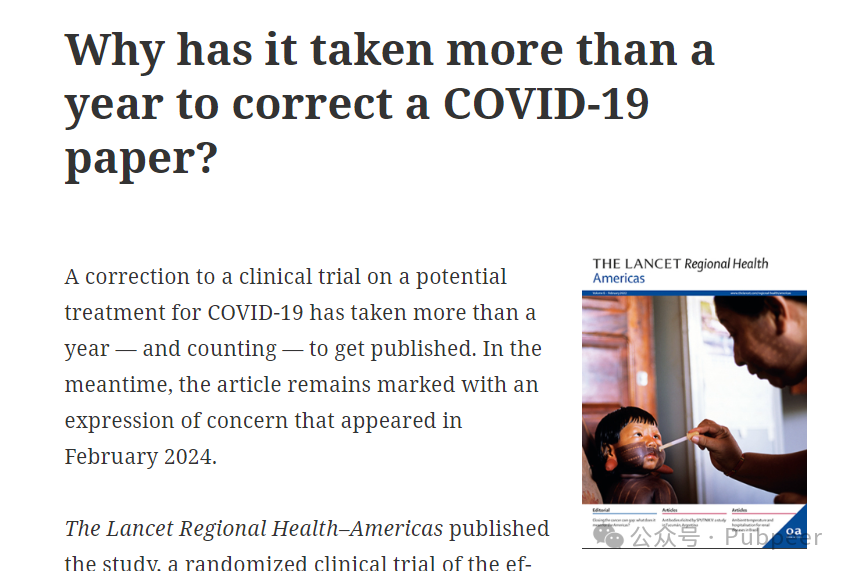 Why has it taken more than a
year to correct a COVID-19
paper?
A correction to a clinical trial on a potential
treatment for COVID-19 has taken more than a
year — and counting — to get published. In the
meantime, the article remains marked with an
expression of concern that appeared in
February 2024.
The Lancet Regional Health–Americas published
the study, a randomized clinical trial of the ef-
THE LANCET Regional Health
Americas
Editorial
Articles
Articles
oa
公众号 · Pubpeer